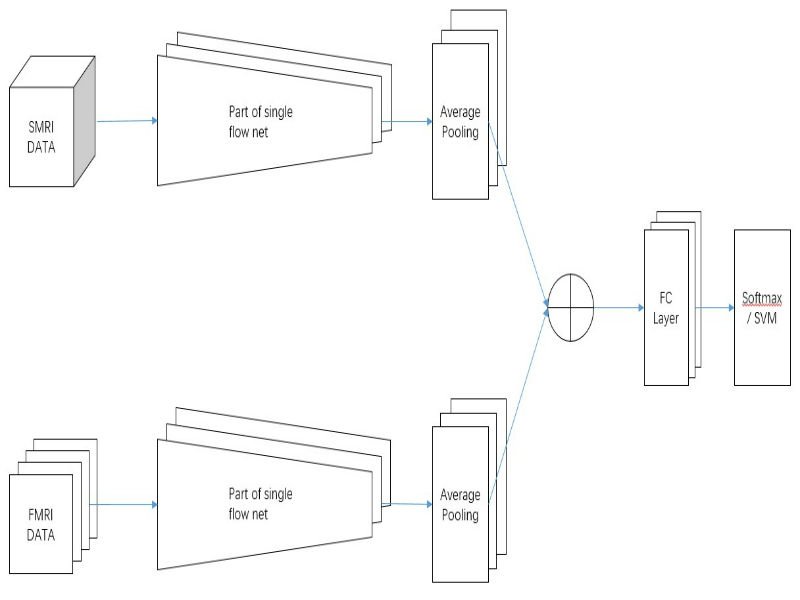 SMRI
DATA
Part of single
flow net
Average
Pooling
FC
Layer
Softmax
/ SVM
FMRI
DATA
Part of single
flow net
Average
Pooling